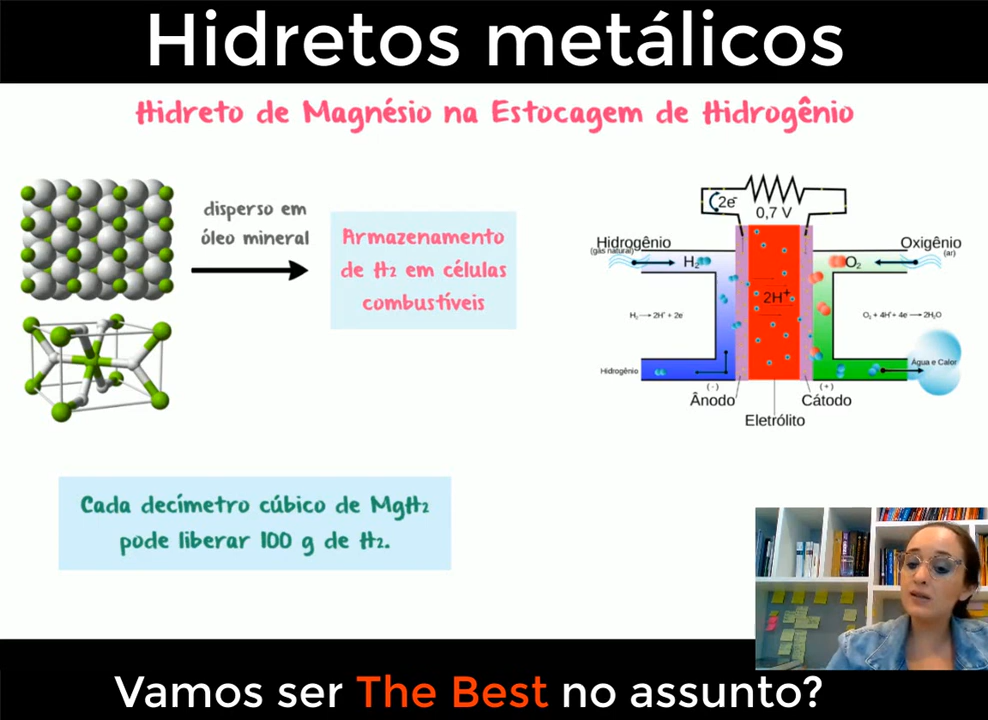 Hidretos metálicos
Hidreto de Magnésio na Estocagem de Hidrogênio
disperso em
óleo mineral
Armazenamento
de H₂ em células
combustíveis
2e⁻
0,7 V
Hidrogênio
(gás natural)
H₂
Oxigênio
(ar)
O₂
2H⁺
H₂ → 2H⁺ + 2e
O₂ + 4H⁺+ 4e → 2H₂O
Hidrogênio
Água e Calor
(-)
(+)
Ânodo
Cátodo
Eletrólito
Cada decímetro cúbico de MgH₂
pode liberar 100 g de H₂.
Vamos ser The Best no assunto?